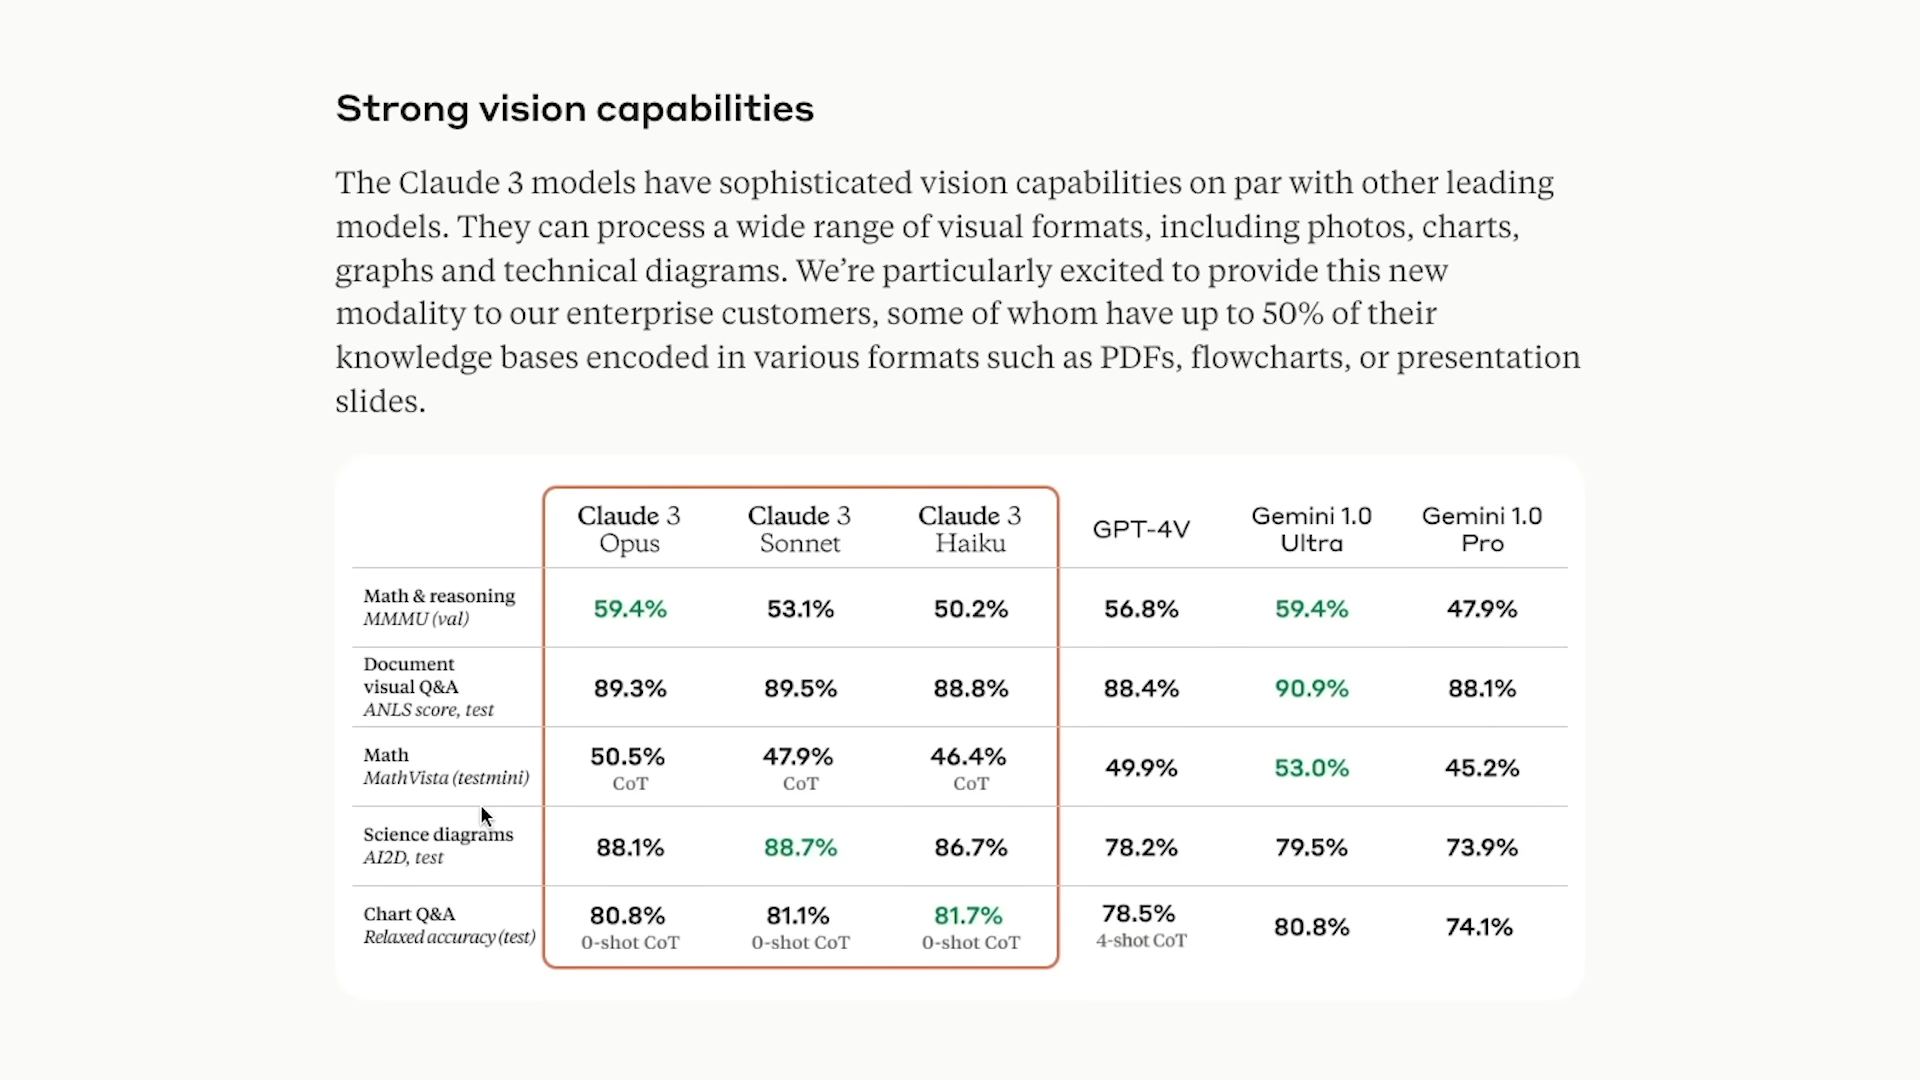 Strong vision capabilities
The Claude 3 models have sophisticated vision capabilities on par with other leading
models. They can process a wide range of visual formats, including photos, charts,
graphs and technical diagrams. We’re particularly excited to provide this new
modality to our enterprise customers, some of whom have up to 50% of their
knowledge bases encoded in various formats such as PDFs, flowcharts, or presentation
slides.
Claude 3 Opus Claude 3 Sonnet Claude 3 Haiku GPT-4V Gemini 1.0 Ultra Gemini 1.0 Pro
Math & reasoning
MMMU (val)
59.4% 53.1% 50.2% 56.8% 59.4% 47.9%
Document
visual Q&A
ANLS score, test
89.3% 89.5% 88.8% 88.4% 90.9% 88.1%
Math
MathVista (testmini)
50.5% 47.9% 46.4% 49.9% 53.0% 45.2%
CoT CoT CoT
Science diagrams
AI2D, test
88.1% 88.7% 86.7% 78.2% 79.5% 73.9%
Chart Q&A
Relaxed accuracy (test)
80.8% 81.1% 81.7% 78.5% 80.8% 74.1%
0-shot CoT 0-shot CoT 0-shot CoT 4-shot CoT